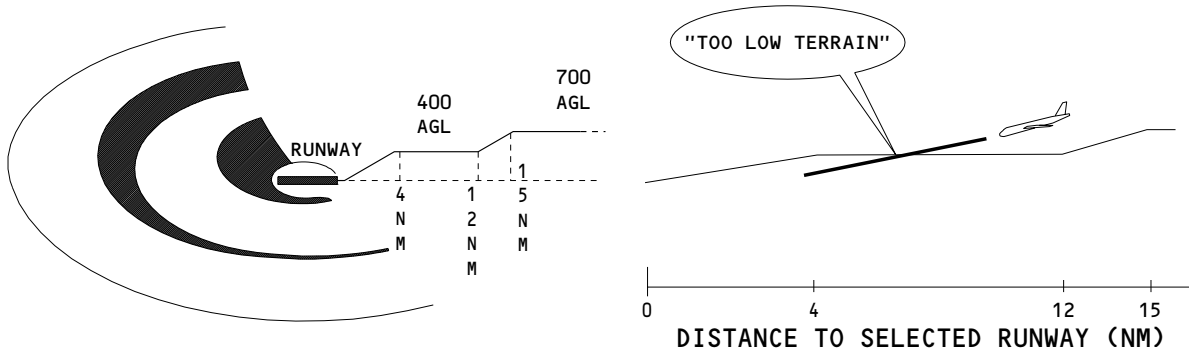 700
AGL
400
AGL
RUNWAY
4
N
M
1
2
N
M
1
5
N
M
"TOO LOW TERRAIN"
0
4
12
15
DISTANCE TO SELECTED RUNWAY (NM)